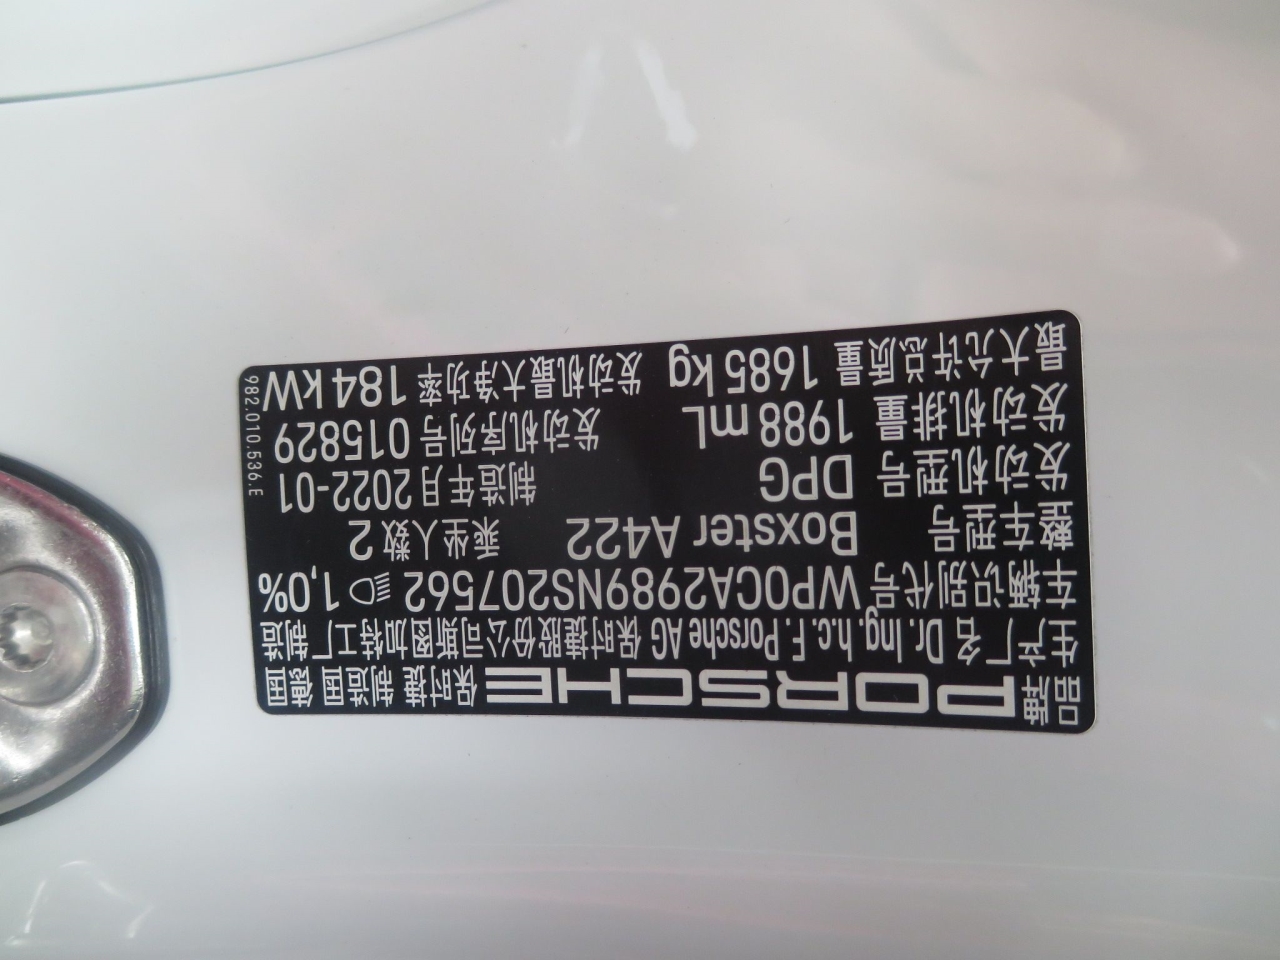 品牌 PORSCHE 保时捷 制造国 德国
生产厂名 Dr. Ing. h.c. F. Porsche AG 保时捷股份公司斯图加特工厂制造
车辆识别代号 WP0CA2989NS207562 1,0%
整车型号 Boxster A422 乘坐人数 2
发动机型号 DPG 制造年月 2022-01
发动机排量 1988 mL 发动机序列号 015829
最大允许总质量 1685 kg 发动机最大净功率 184 kW
982.010.536.E